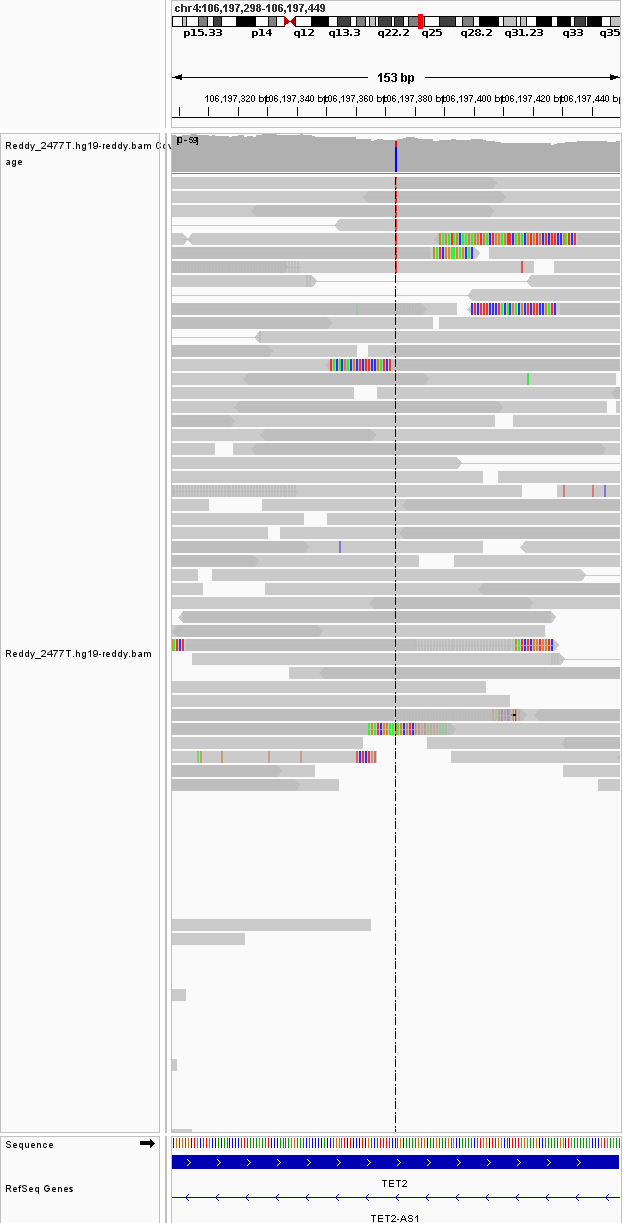 chr4:106,197,298-106,197,449
p15.33 p14 q12 q13.3 q22.2 q25 q28.2 q31.23 q33 q35
153 bp
106,197,320 bp 106,197,340 bp 106,197,360 bp 106,197,380 bp 106,197,400 bp 106,197,420 bp 106,197,440 bp
Reddy_2477T.hg19-reddy.bam Cov
age
Reddy_2477T.hg19-reddy.bam
Sequence
RefSeq Genes
TET2
TET2-AS1